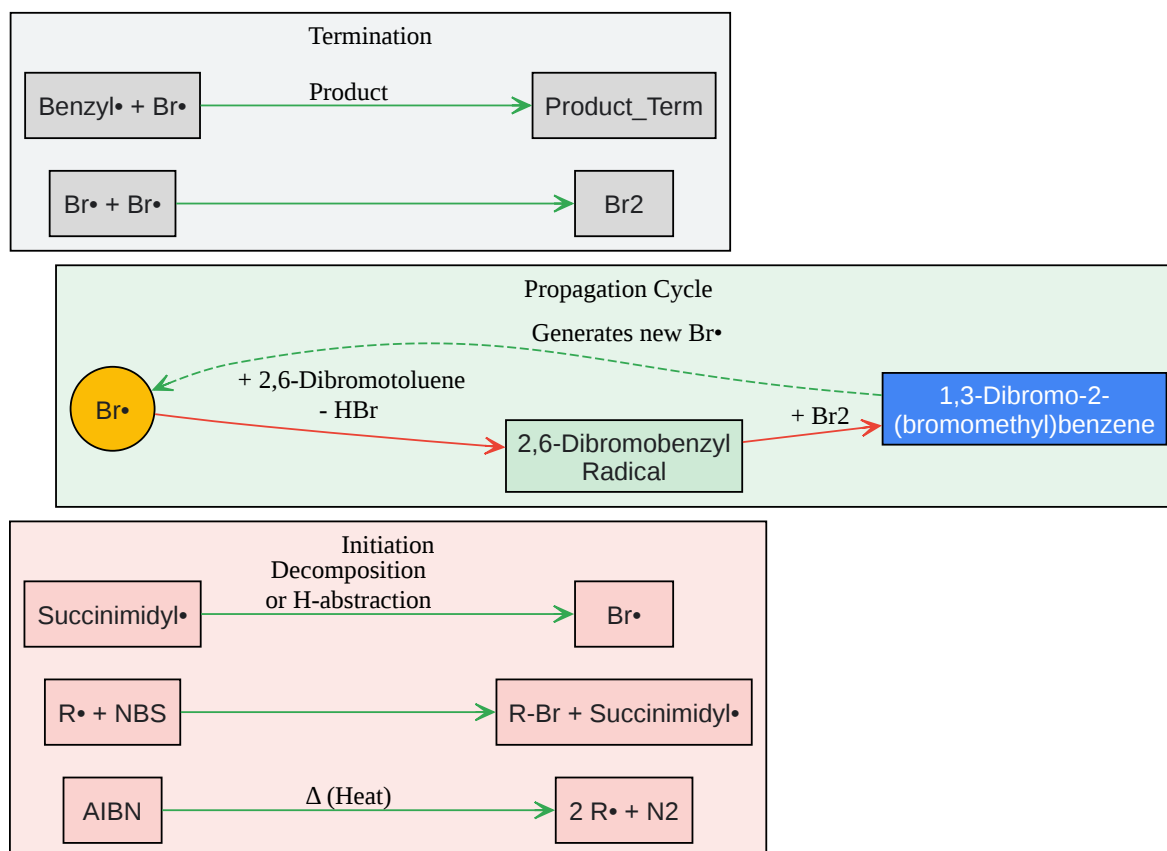 Termination
Benzyl• + Br•
Product
Product_Term
Br• + Br•
Br2
Propagation Cycle
Generates new Br•
Br•
+ 2,6-Dibromotoluene
- HBr
2,6-Dibromobenzyl
Radical
+ Br2
1,3-Dibromo-2-
(bromomethyl)benzene
Initiation
Succinimidyl•
Decomposition
or H-abstraction
Br•
R• + NBS
R-Br + Succinimidyl•
AIBN
Δ (Heat)
2 R• + N2